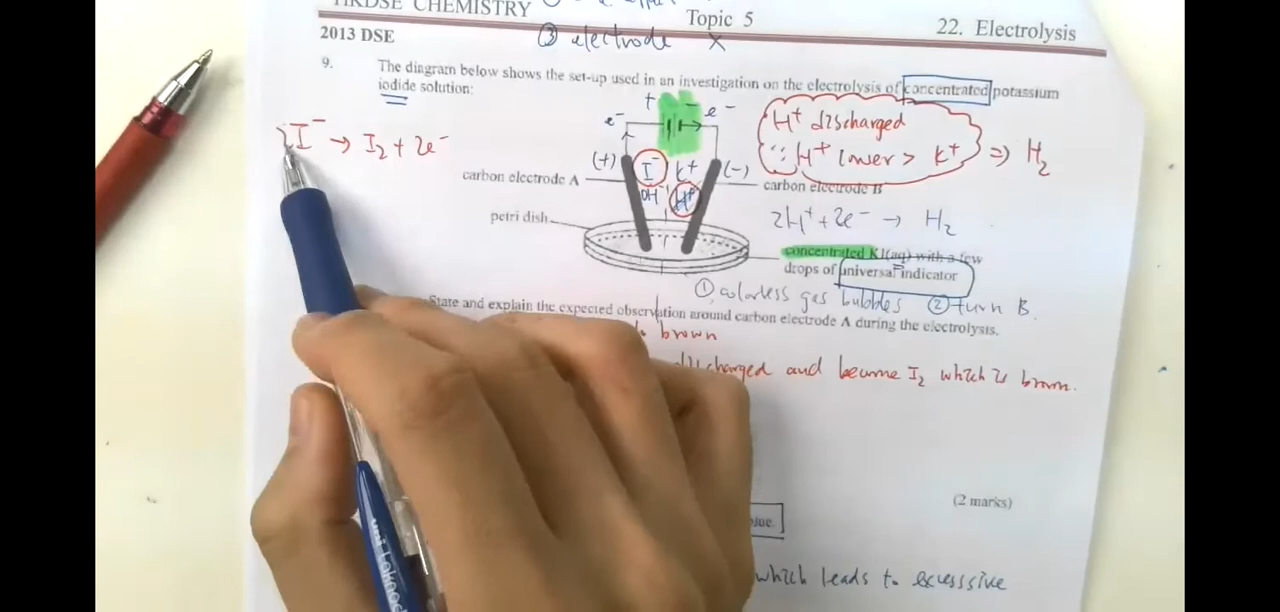 HKDSE CHEMISTRY
Topic 5
22. Electrolysis
2013 DSE
③ electrode ×
9. The diagram below shows the set-up used in an investigation on the electrolysis of concentrated potassium
iodide solution:
2I⁻ → I₂ + 2e⁻
+ −
e⁻ e⁻
(+) (−)
I⁻ K⁺
OH⁻ H⁺
H⁺ discharged
∵ H⁺ lower > K⁺ ⇒ H₂
carbon electrode A
carbon electrode B
petri dish
2H⁺ + 2e⁻ → H₂
concentrated KI(aq) with a few
drops of universal indicator
① colorless gas bubbles ② turn B.
State and explain the expected observation around carbon electrode A during the electrolysis.
brown
discharged and become I₂ which is brown.
(2 marks)
which leads to excesssive
uni Laknock